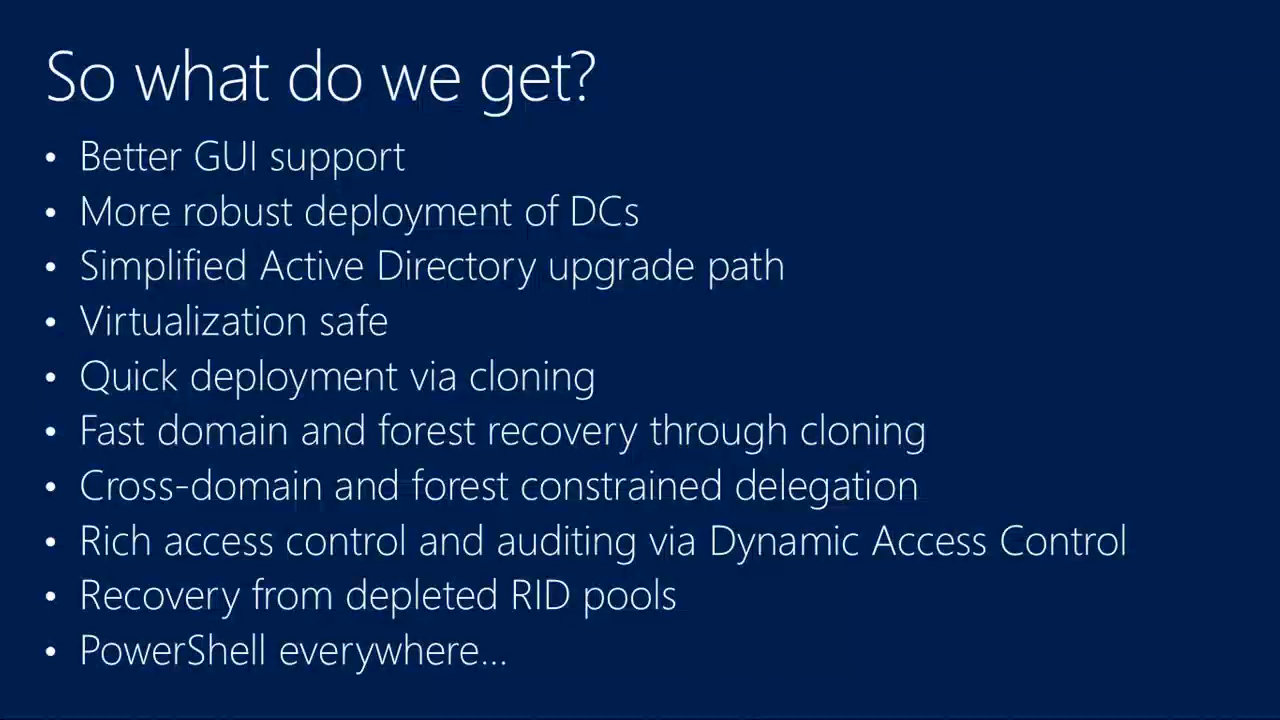 So what do we get?
• Better GUI support
• More robust deployment of DCs
• Simplified Active Directory upgrade path
• Virtualization safe
• Quick deployment via cloning
• Fast domain and forest recovery through cloning
• Cross-domain and forest constrained delegation
• Rich access control and auditing via Dynamic Access Control
• Recovery from depleted RID pools
• PowerShell everywhere...